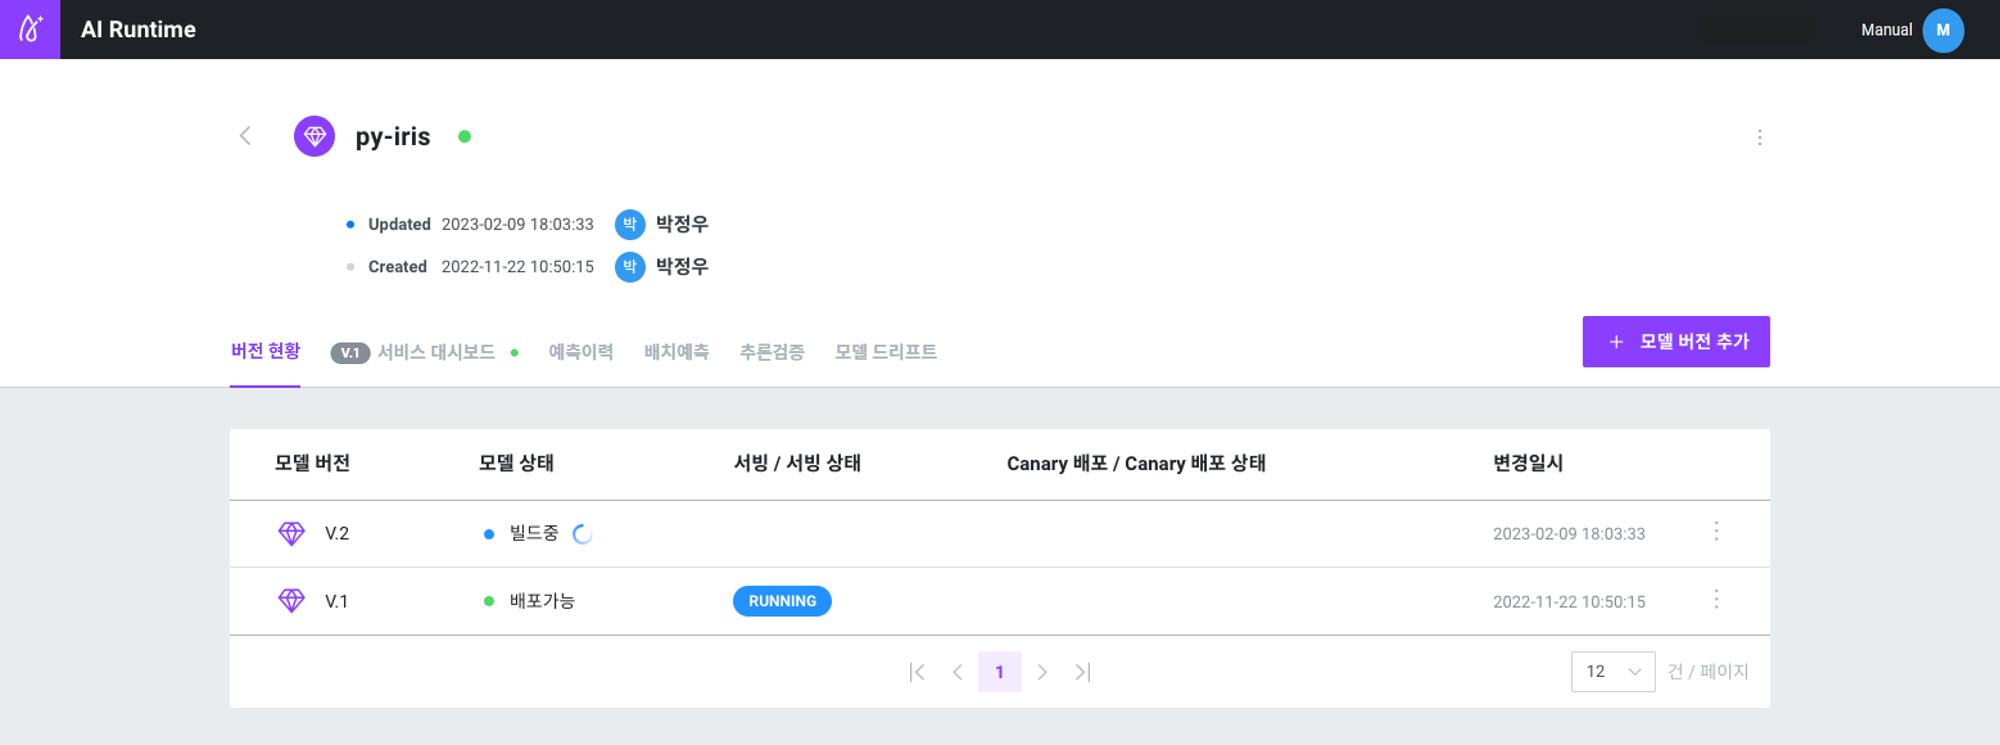 AI Runtime
Manual M
py-iris
Updated 2023-02-09 18:03:33 박 박정우
Created 2022-11-22 10:50:15 박 박정우
버전 현황 V.1 서비스 대시보드 예측이력 배치예측 추론검증 모델 드리프트
+ 모델 버전 추가
모델 버전 모델 상태 서빙 / 서빙 상태 Canary 배포 / Canary 배포 상태 변경일시
V.2 빌드중 2023-02-09 18:03:33
V.1 배포가능 RUNNING 2022-11-22 10:50:15
1 12 건 / 페이지